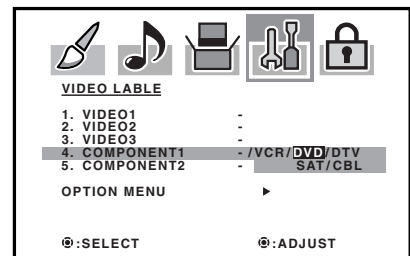 VIDEO LABLE
1. VIDEO1 -
2. VIDEO2 -
3. VIDEO3 -
4. COMPONENT1 - /VCR/DVD/DTV
5. COMPONENT2 - SAT/CBL
OPTION MENU ▶
:SELECT :ADJUST